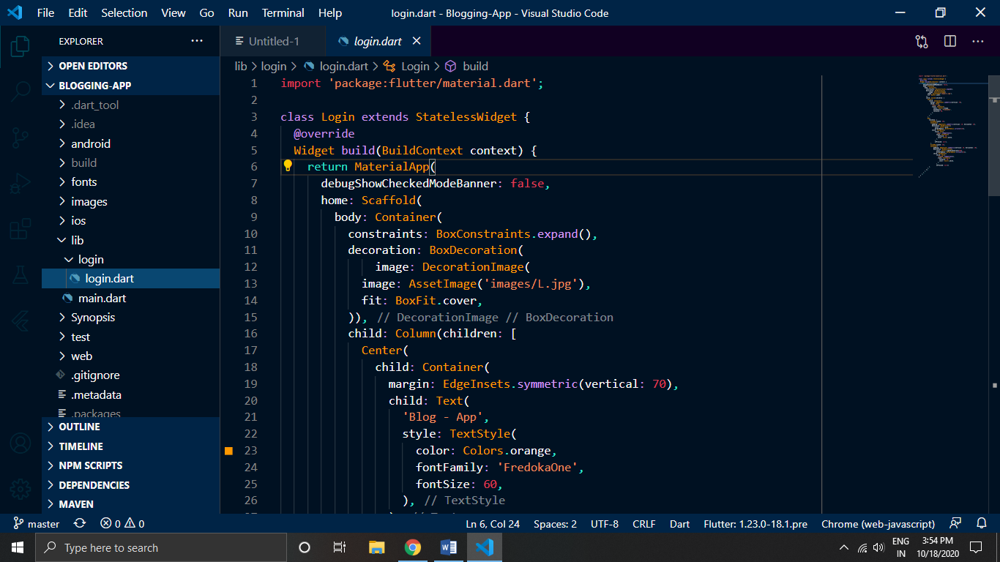 File Edit Selection View Go Run Terminal Help login.dart - Blogging-App - Visual Studio Code
EXPLORER
OPEN EDITORS
BLOGGING-APP
.dart_tool
.idea
android
build
fonts
images
ios
lib
login
login.dart
main.dart
Synopsis
test
web
.gitignore
.metadata
.packages
OUTLINE
TIMELINE
NPM SCRIPTS
DEPENDENCIES
MAVEN
Untitled-1 login.dart
lib > login > login.dart > Login > build
1 import 'package:flutter/material.dart';
2
3 class Login extends StatelessWidget {
4 @override
5 Widget build(BuildContext context) {
6 return MaterialApp(
7 debugShowCheckedModeBanner: false,
8 home: Scaffold(
9 body: Container(
10 constraints: BoxConstraints.expand(),
11 decoration: BoxDecoration(
12 image: DecorationImage(
13 image: AssetImage('images/L.jpg'),
14 fit: BoxFit.cover,
15 )), // DecorationImage // BoxDecoration
16 child: Column(children: [
17 Center(
18 child: Container(
19 margin: EdgeInsets.symmetric(vertical: 70),
20 child: Text(
21 'Blog - App',
22 style: TextStyle(
23 color: Colors.orange,
24 fontFamily: 'FredokaOne',
25 fontSize: 60,
26 ), // TextStyle
master 0 0 Ln 6, Col 24 Spaces: 2 UTF-8 CRLF Dart Flutter: 1.23.0-18.1.pre Chrome (web-javascript)
Type here to search
ENG
IN
3:54 PM
10/18/2020